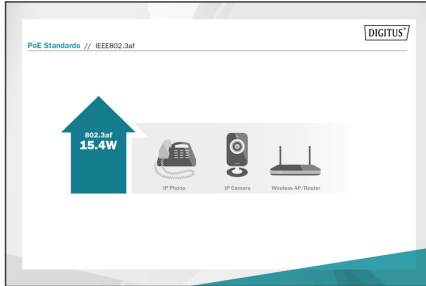 DIGITUS®
PoE Standards // IEEE802.3af
802.3af
15.4W
IP Phone
IP Camera
Wireless AP/Router